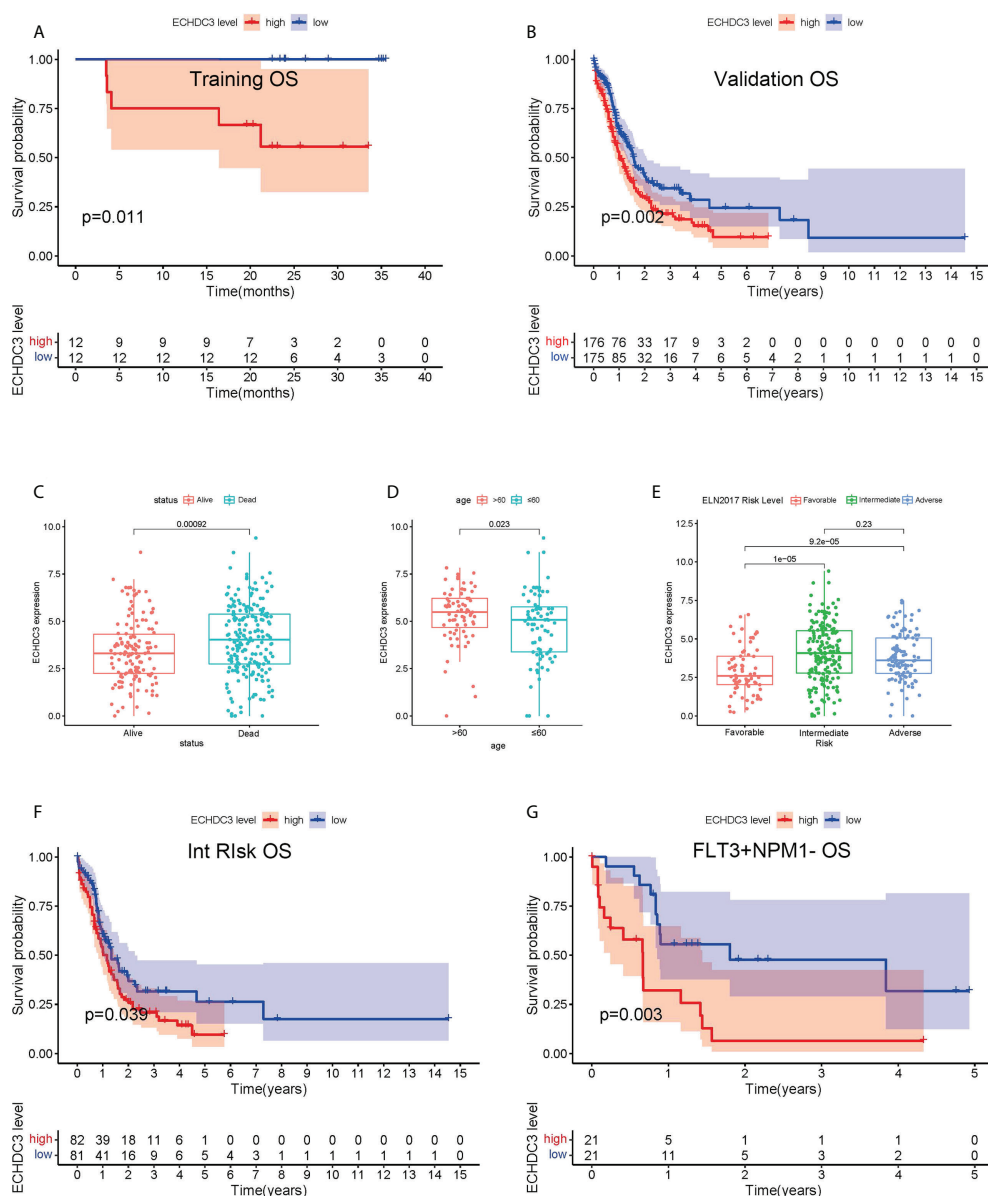 A
ECHDC3 level high low
Training OS
Survival probability
1.00
0.75
0.50
0.25
0.00
p=0.011
0 5 10 15 20 25 30 35 40
Time(months)
ECHDC3 level
high 12 9 9 9 7 3 2 0 0
low 12 12 12 12 12 6 4 3 0
0 5 10 15 20 25 30 35 40
Time(months)
B
ECHDC3 level high low
Validation OS
Survival probability
1.00
0.75
0.50
0.25
0.00
p=0.002
0 1 2 3 4 5 6 7 8 9 10 11 12 13 14 15
Time(years)
ECHDC3 level
high 176 76 33 17 9 3 2 0 0 0 0 0 0 0 0 0
low 175 85 32 16 7 6 5 4 2 1 1 1 1 1 1 0
0 1 2 3 4 5 6 7 8 9 10 11 12 13 14 15
Time(years)
C
status Alive Dead
0.00092
ECHDC3 expression
10.0
7.5
5.0
2.5
0.0
Alive Dead
status
D
age >60 ≤60
0.023
ECHDC3 expression
10.0
7.5
5.0
2.5
0.0
>60 ≤60
age
E
ELN2017 Risk Level Favorable Intermediate Adverse
0.23
9.2e-05
1e-05
ECHDC3 expression
12.5
10.0
7.5
5.0
2.5
0.0
Favorable Intermediate Adverse
Risk
F
ECHDC3 level high low
Int RIsk OS
Survival probability
1.00
0.75
0.50
0.25
0.00
p=0.039
0 1 2 3 4 5 6 7 8 9 10 11 12 13 14 15
Time(years)
ECHDC3 level
high 82 39 18 11 6 1 0 0 0 0 0 0 0 0 0 0
low 81 41 16 9 6 5 4 3 1 1 1 1 1 1 1 0
0 1 2 3 4 5 6 7 8 9 10 11 12 13 14 15
Time(years)
G
ECHDC3 level high low
FLT3+NPM1- OS
Survival probability
1.00
0.75
0.50
0.25
0.00
p=0.003
0 1 2 3 4 5
Time(years)
ECHDC3 level
high 21 5 1 1 1 0
low 21 11 5 3 2 0
0 1 2 3 4 5
Time(years)